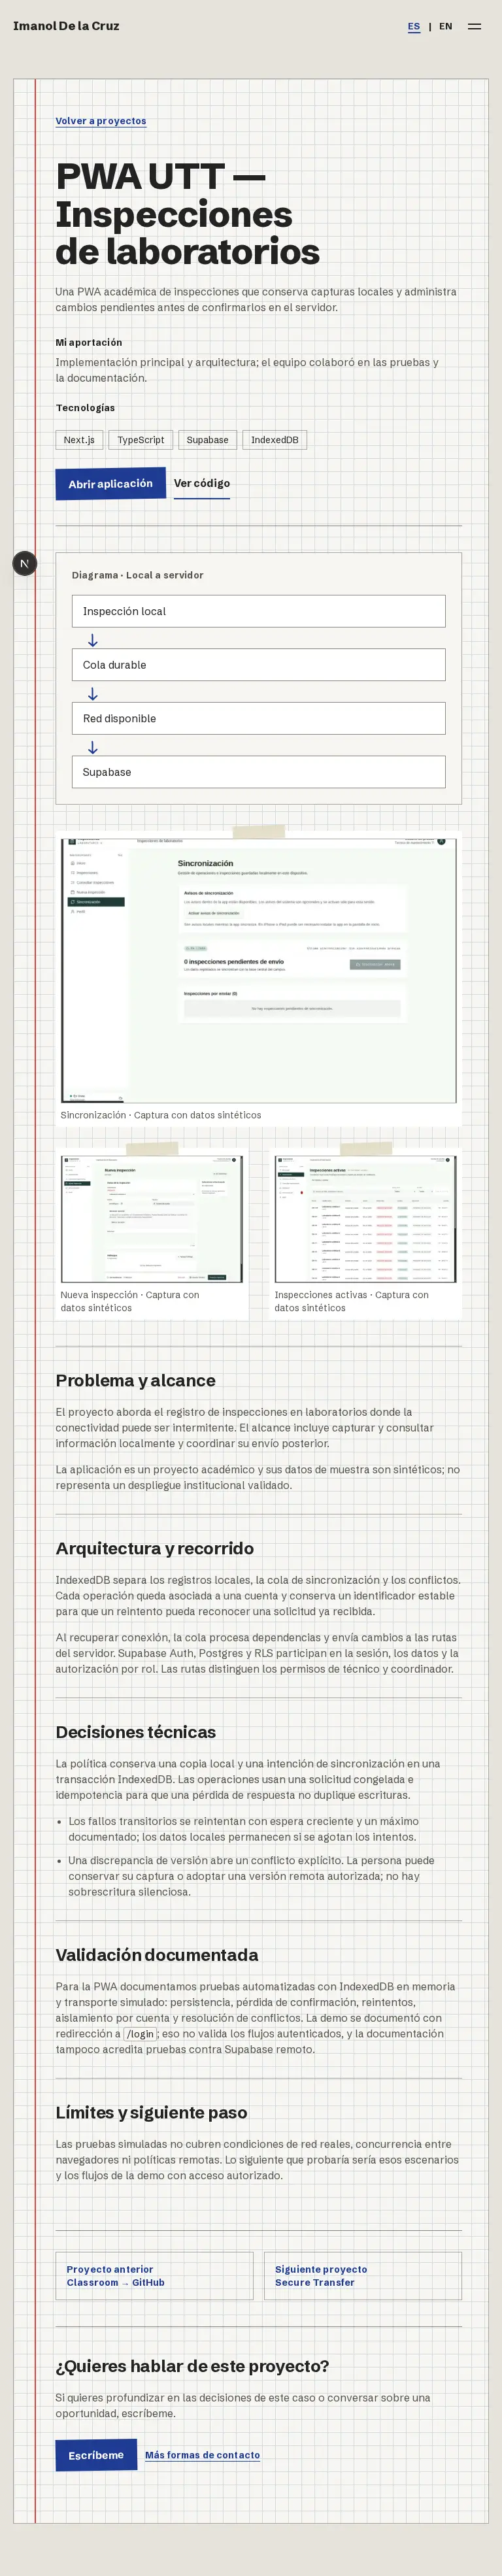 Imanol De la Cruz
ES | EN
Volver a proyectos
PWA UTT —
Inspecciones
de laboratorios
Una PWA académica de inspecciones que conserva capturas locales y administra
cambios pendientes antes de confirmarlos en el servidor.
Mi aportación
Implementación principal y arquitectura; el equipo colaboró en las pruebas y
la documentación.
Tecnologías
Next.js TypeScript Supabase IndexedDB
Abrir aplicación Ver código
N
Diagrama · Local a servidor
Inspección local
↓
Cola durable
↓
Red disponible
↓
Supabase
Sincronización
Avisos de sincronización
0 inspecciones pendientes de envío
Inspecciones por enviar (0)
Sincronización · Captura con datos sintéticos
Nueva inspección
Inspecciones activas
Nueva inspección · Captura con
datos sintéticos
Inspecciones activas · Captura con
datos sintéticos
Problema y alcance
El proyecto aborda el registro de inspecciones en laboratorios donde la
conectividad puede ser intermitente. El alcance incluye capturar y consultar
información localmente y coordinar su envío posterior.
La aplicación es un proyecto académico y sus datos de muestra son sintéticos; no
representa un despliegue institucional validado.
Arquitectura y recorrido
IndexedDB separa los registros locales, la cola de sincronización y los conflictos.
Cada operación queda asociada a una cuenta y conserva un identificador estable
para que un reintento pueda reconocer una solicitud ya recibida.
Al recuperar conexión, la cola procesa dependencias y envía cambios a las rutas
del servidor. Supabase Auth, Postgres y RLS participan en la sesión, los datos y la
autorización por rol. Las rutas distinguen los permisos de técnico y coordinador.
Decisiones técnicas
La política conserva una copia local y una intención de sincronización en una
transacción IndexedDB. Las operaciones usan una solicitud congelada e
idempotencia para que una pérdida de respuesta no duplique escrituras.
• Los fallos transitorios se reintentan con espera creciente y un máximo
documentado; los datos locales permanecen si se agotan los intentos.
• Una discrepancia de versión abre un conflicto explícito. La persona puede
conservar su captura o adoptar una versión remota autorizada; no hay
sobrescritura silenciosa.
Validación documentada
Para la PWA documentamos pruebas automatizadas con IndexedDB en memoria
y transporte simulado: persistencia, pérdida de confirmación, reintentos,
aislamiento por cuenta y resolución de conflictos. La demo se documentó con
redirección a /login; eso no valida los flujos autenticados, y la documentación
tampoco acredita pruebas contra Supabase remoto.
Límites y siguiente paso
Las pruebas simuladas no cubren condiciones de red reales, concurrencia entre
navegadores ni políticas remotas. Lo siguiente que probaría sería esos escenarios
y los flujos de la demo con acceso autorizado.
Proyecto anterior
Classroom → GitHub
Siguiente proyecto
Secure Transfer
¿Quieres hablar de este proyecto?
Si quieres profundizar en las decisiones de este caso o conversar sobre una
oportunidad, escríbeme.
Escríbeme Más formas de contacto